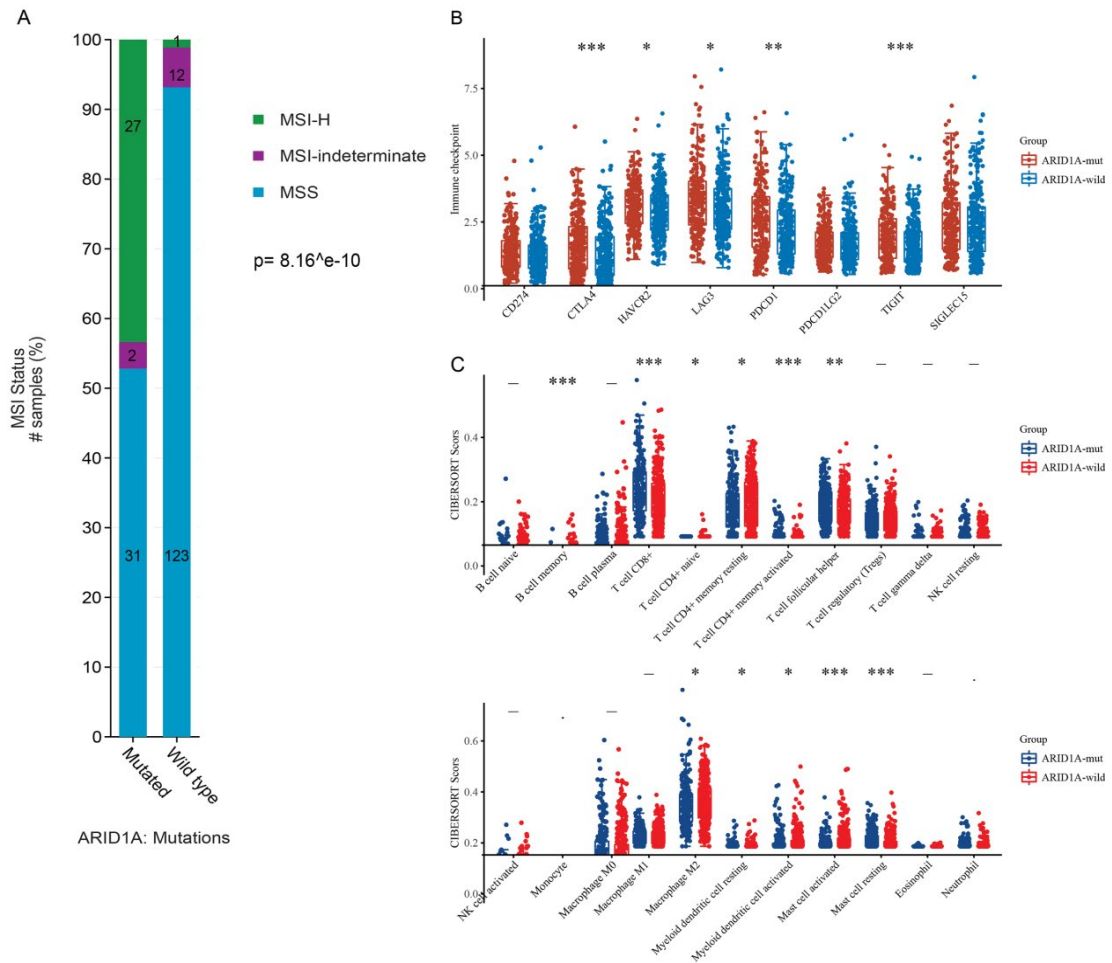 A
100
90
80
70
60
50
40
30
20
10
0
MSI Status
# samples (%)
27
2
31
1
12
123
Mutated
Wild type
ARID1A: Mutations
MSI-H
MSI-indeterminate
MSS
p= 8.16^e-10
B
*** * * ** ***
7.5
5.0
2.5
0.0
Immune checkpoint
CD274
CTLA4
HAVCR2
LAG3
PDCD1
PDCD1LG2
TIGIT
SIGLEC15
Group
ARID1A-mut
ARID1A-wild
C
– *** – *** * * *** ** – – –
0.4
0.2
0.0
CIBERSORT Scors
B cell naive
B cell memory
B cell plasma
T cell CD8+
T cell CD4+ naive
T cell CD4+ memory resting
T cell CD4+ memory activated
T cell follicular helper
T cell regulatory (Tregs)
T cell gamma delta
NK cell resting
Group
ARID1A-mut
ARID1A-wild
– . – – * * * *** *** – .
0.6
0.4
0.2
CIBERSORT Scors
NK cell activated
Monocyte
Macrophage M0
Macrophage M1
Macrophage M2
Myeloid dendritic cell resting
Myeloid dendritic cell activated
Mast cell activated
Mast cell resting
Eosinophil
Neutrophil
Group
ARID1A-mut
ARID1A-wild